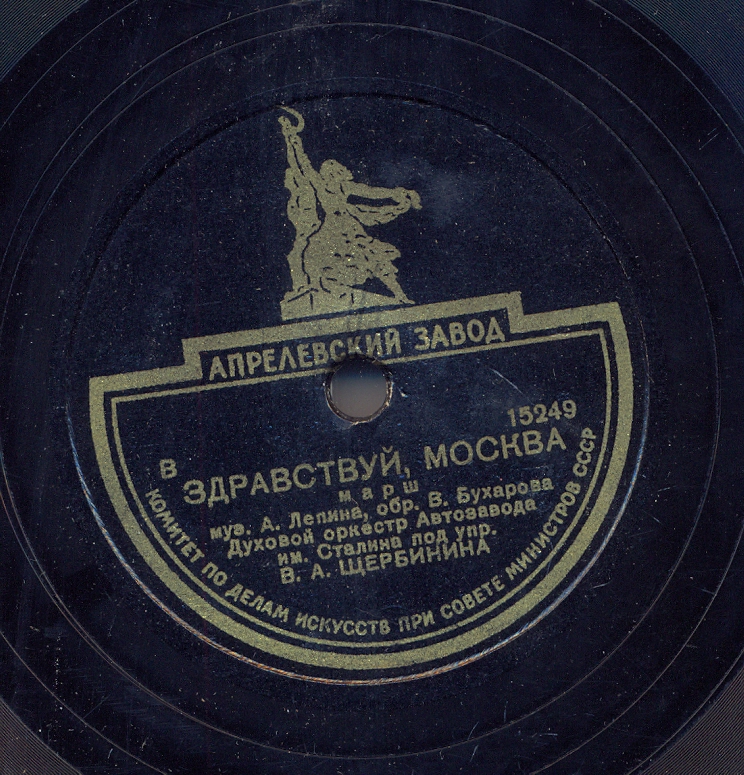 АПРЕЛЕВСКИЙ ЗАВОД
15249
В
ЗДРАВСТВУЙ, МОСКВА
марш
муз. А. Лепина, обр. В. Бухарова
Духовой оркестр Автозавода
им. Сталина под упр.
В. А. ЩЕРБИНИНА
КОМИТЕТ ПО ДЕЛАМ ИСКУССТВ ПРИ СОВЕТЕ МИНИСТРОВ СССР